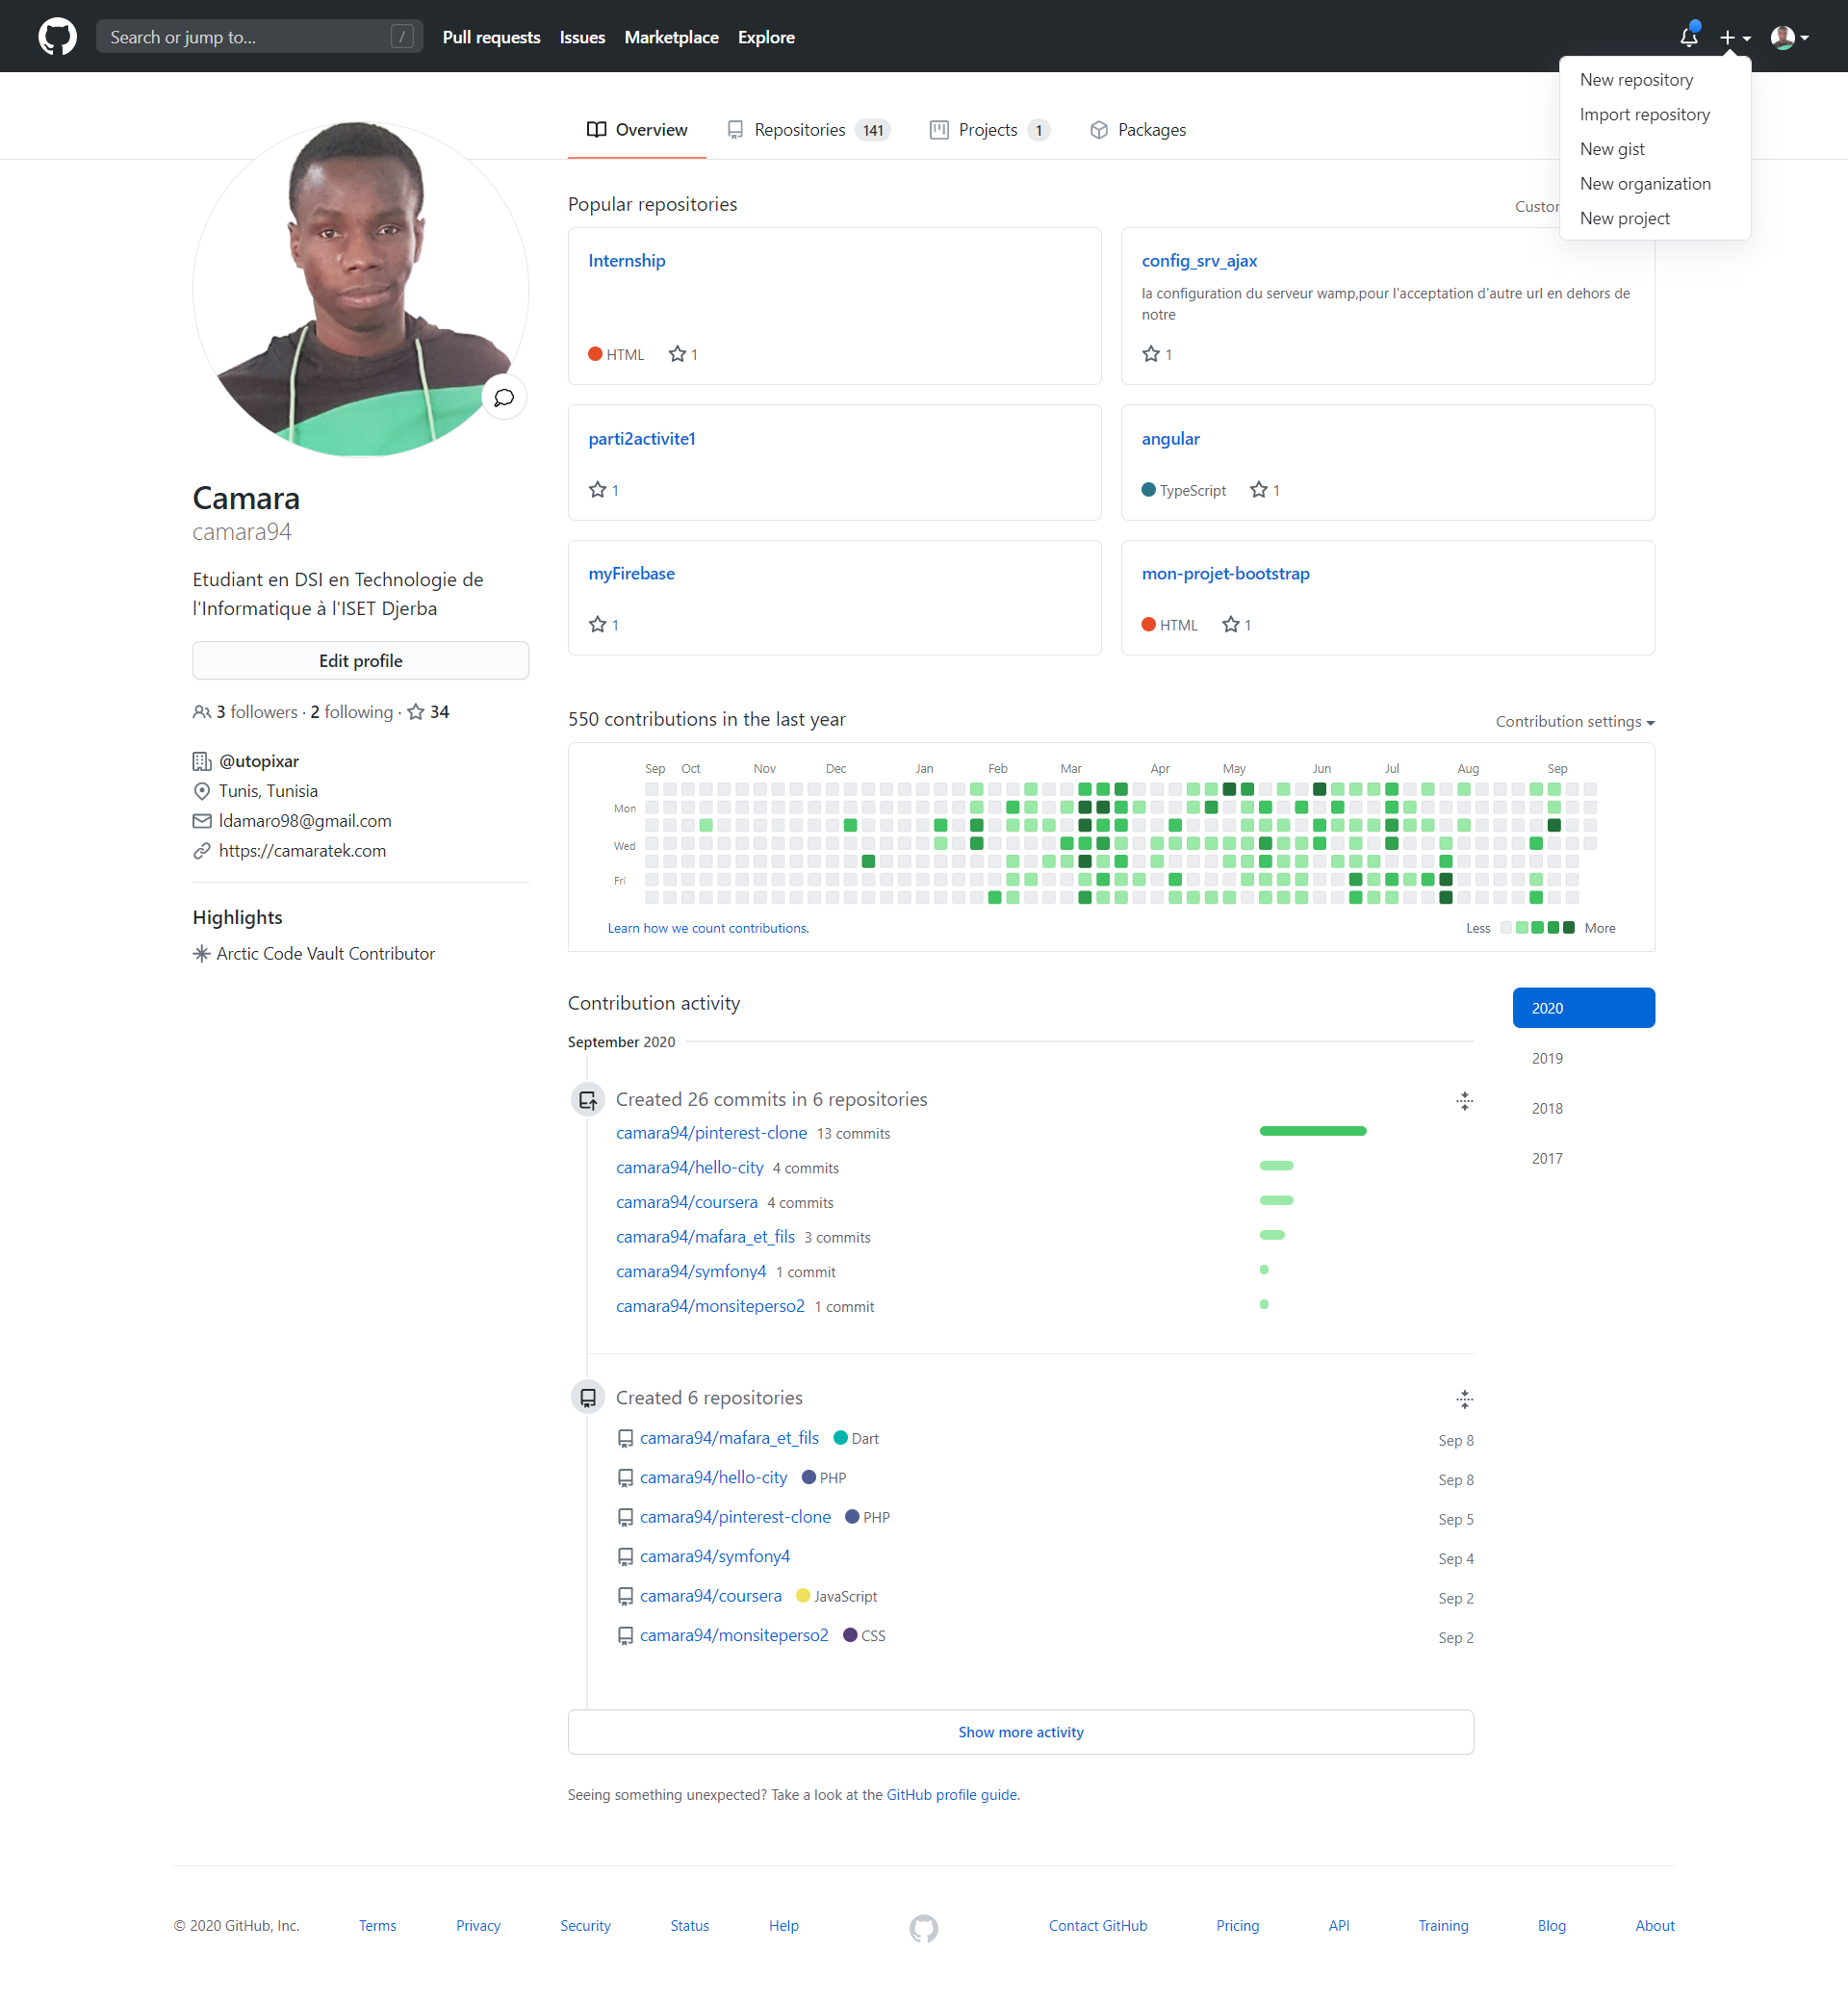 Search or jump to...
/
Pull requests
Issues
Marketplace
Explore
New repository
Import repository
New gist
New organization
New project
Overview
Repositories 141
Projects 1
Packages
Camara
camara94
Etudiant en DSI en Technologie de
l'Informatique à l'ISET Djerba
Edit profile
3 followers · 2 following · 34
@utopixar
Tunis, Tunisia
ldamaro98@gmail.com
https://camaratek.com
Highlights
Arctic Code Vault Contributor
Popular repositories
Internship
HTML 1
config_srv_ajax
la configuration du serveur wamp,pour l'acceptation d'autre url en dehors de
notre
1
parti2activite1
1
angular
TypeScript 1
myFirebase
1
mon-projet-bootstrap
HTML 1
550 contributions in the last year
Contribution settings
Sep Oct Nov Dec Jan Feb Mar Apr May Jun Jul Aug Sep
Mon
Wed
Fri
Learn how we count contributions.
Less More
Contribution activity
2020
2019
2018
2017
September 2020
Created 26 commits in 6 repositories
camara94/pinterest-clone 13 commits
camara94/hello-city 4 commits
camara94/coursera 4 commits
camara94/mafara_et_fils 3 commits
camara94/symfony4 1 commit
camara94/monsiteperso2 1 commit
Created 6 repositories
camara94/mafara_et_fils Dart Sep 8
camara94/hello-city PHP Sep 8
camara94/pinterest-clone PHP Sep 5
camara94/symfony4 Sep 4
camara94/coursera JavaScript Sep 2
camara94/monsiteperso2 CSS Sep 2
Show more activity
Seeing something unexpected? Take a look at the GitHub profile guide.
© 2020 GitHub, Inc. Terms Privacy Security Status Help Contact GitHub Pricing API Training Blog About